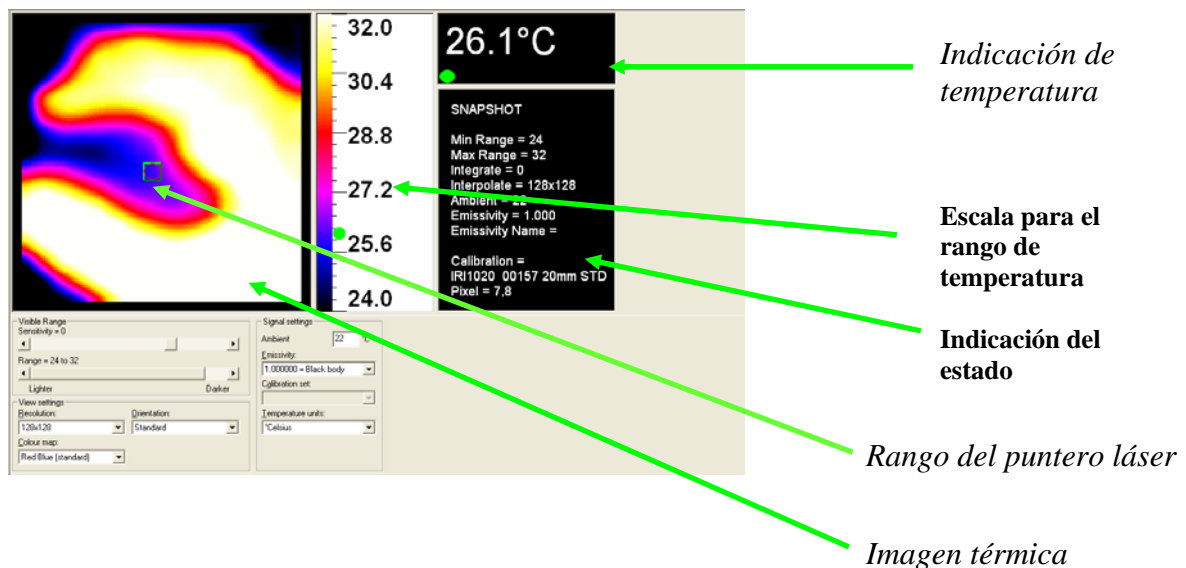 32.0
30.4
28.8
27.2
25.6
24.0
26.1°C
SNAPSHOT
Min Range = 24
Max Range = 32
Integrate = 0
Interpolate = 128x128
Ambient = 22
Emissivity = 1.000
Emissivity Name =
Calibration =
IRI1020 00157 20mm STD
Pixel = 7,8
Indicación de
temperatura
Escala para el
rango de
temperatura
Indicación del
estado
Rango del puntero láser
Imagen térmica
Visible Range
Sensitivity = 0
Range = 24 to 32
Lighter Darker
View settings
Resolution: Orientation:
128x128 Standard
Colour map:
Red Blue (standard)
Signal settings
Ambient 22 °C
Emissivity:
1.000000 = Black body
Calibration set:
Temperature units:
°Celsius